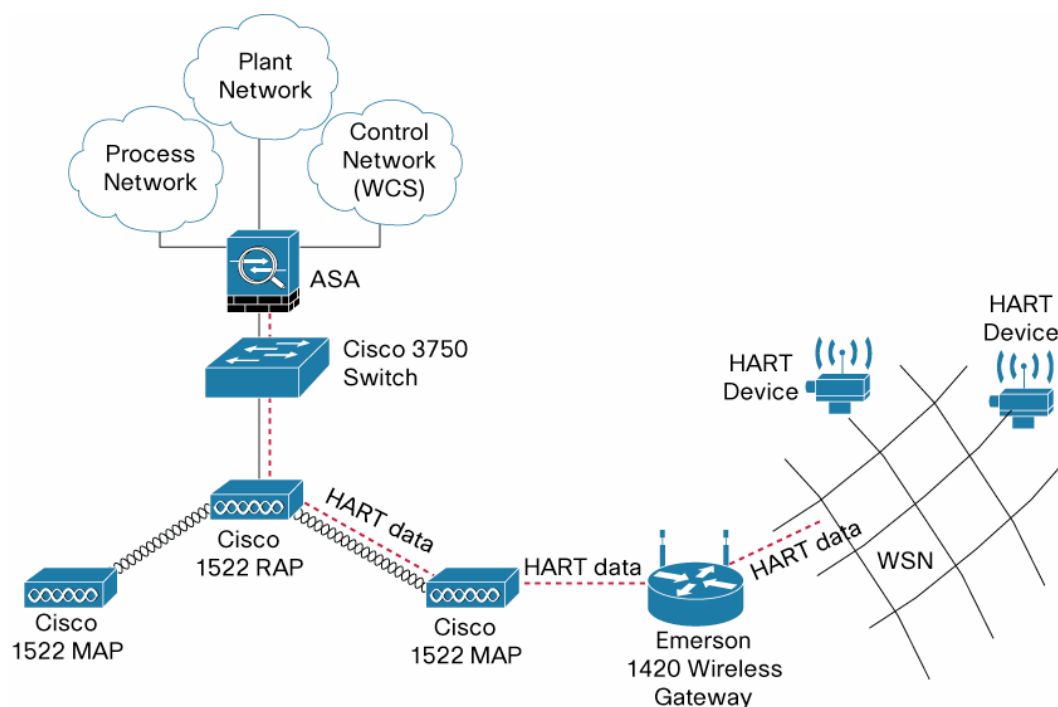 Plant
Network
Process
Network
Control
Network
(WCS)
ASA
Cisco 3750
Switch
HART
Device
HART
Device
HART data
Cisco
1522 RAP
HART data
HART data
WSN
Cisco
1522 MAP
Cisco
1522 MAP
Emerson
1420 Wireless
Gateway